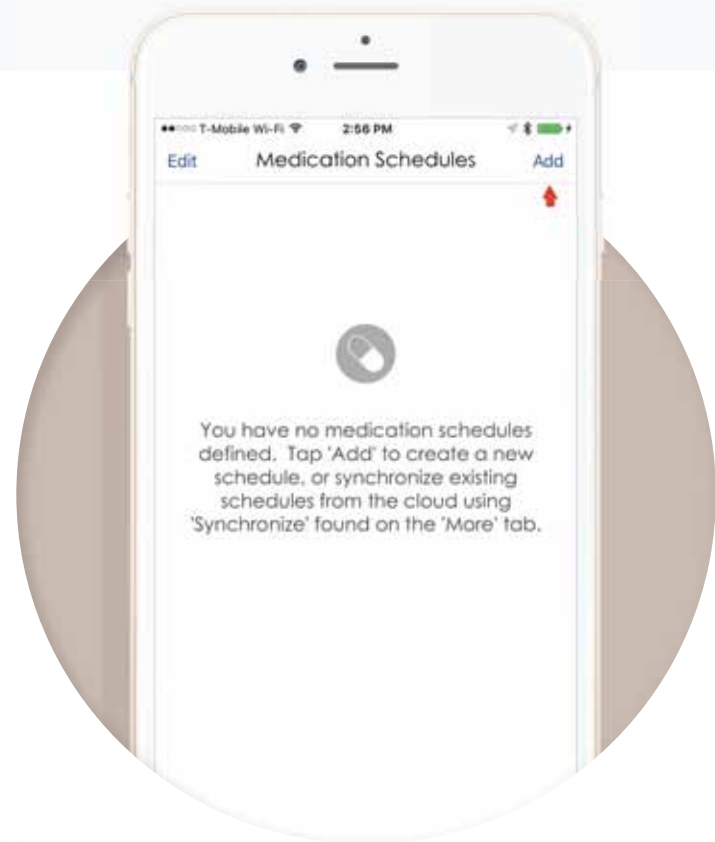 T-Mobile Wi-Fi 2:56 PM
Edit Medication Schedules Add
You have no medication schedules
defined. Tap 'Add' to create a new
schedule, or synchronize existing
schedules from the cloud using
'Synchronize' found on the 'More' tab.